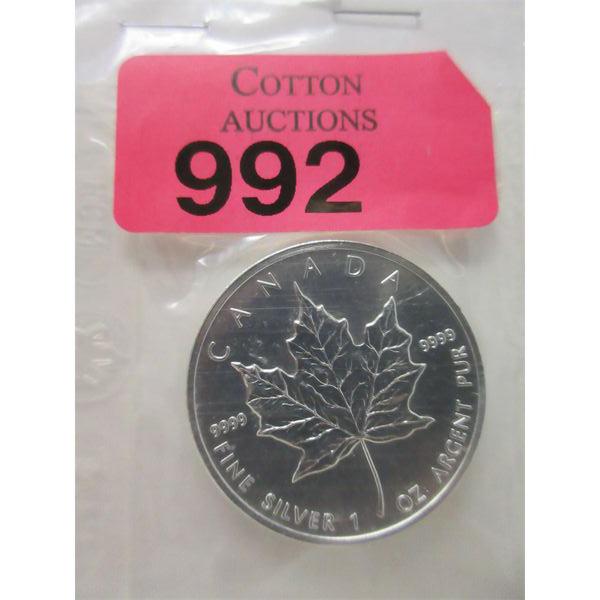 COTTON
AUCTIONS
992
CANADA
9999
9999
FINE SILVER 1 OZ ARGENT PUR